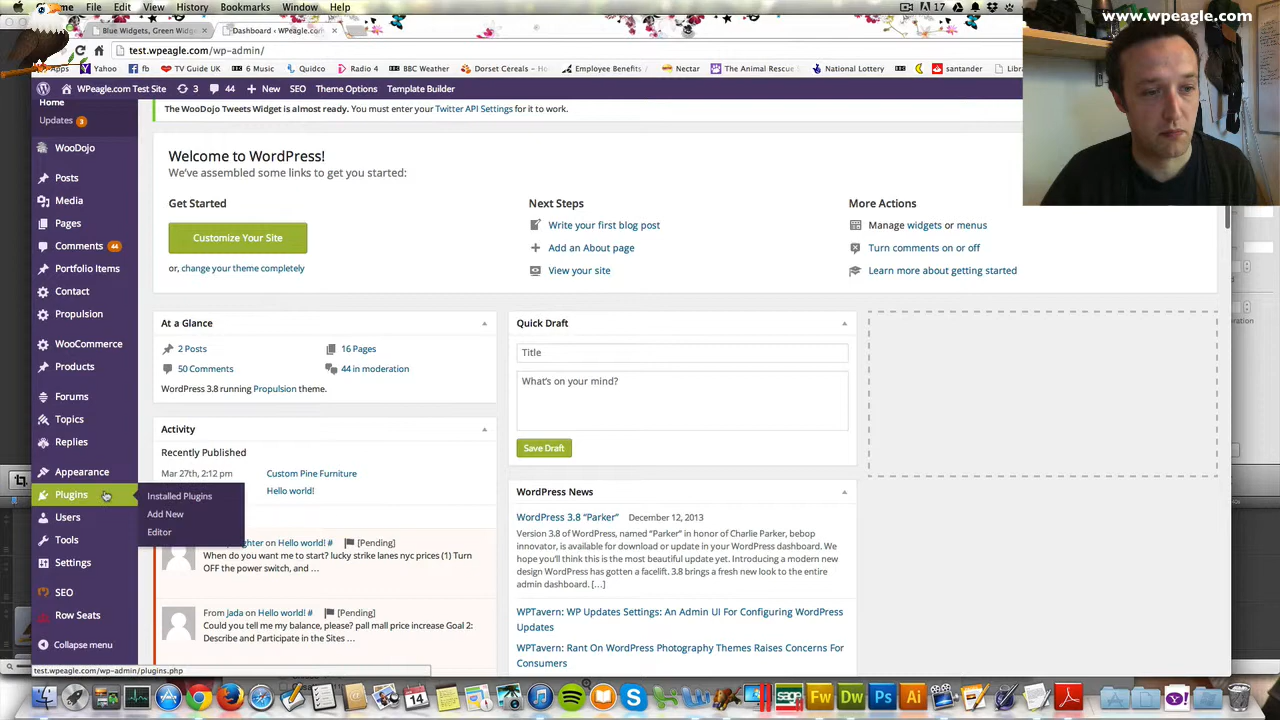 www.wpeagle.com
File Edit View History Bookmarks Window Help
17
Blue Widgets, Green Widg
Dashboard ‹ WPeagle.com
test.wpeagle.com/wp-admin/
Apps Yahoo fb TV Guide UK 6 Music Quidco Radio 4 BBC Weather Dorset Cereals - Ho Employee Benefits / Nectar The Animal Rescue National Lottery santander
WPeagle.com Test Site 3 44 New SEO Theme Options Template Builder
Home
Updates 3
WooDojo
Posts
Media
Pages
Comments 44
Portfolio Items
Contact
Propulsion
WooCommerce
Products
Forums
Topics
Replies
Appearance
Plugins
Users
Tools
Settings
SEO
Row Seats
Collapse menu
Installed Plugins
Add New
Editor
The WooDojo Tweets Widget is almost ready. You must enter your Twitter API Settings for it to work.
Welcome to WordPress!
We've assembled some links to get you started:
Get Started
Customize Your Site
or, change your theme completely
Next Steps
Write your first blog post
Add an About page
View your site
More Actions
Manage widgets or menus
Turn comments on or off
Learn more about getting started
At a Glance
2 Posts 16 Pages
50 Comments 44 in moderation
WordPress 3.8 running Propulsion theme.
Activity
Recently Published
Mar 27th, 2:12 pm Custom Pine Furniture
Hello world!
on Hello world! # [Pending]
When do you want me to start? lucky strike lanes nyc prices (1) Turn
OFF the power switch, and …
From Jada on Hello world! # [Pending]
Could you tell me my balance, please? pall mall price increase Goal 2:
Describe and Participate in the Sites …
Quick Draft
Title
What's on your mind?
Save Draft
WordPress News
WordPress 3.8 “Parker” December 12, 2013
Version 3.8 of WordPress, named “Parker” in honor of Charlie Parker, bebop
innovator, is available for download or update in your WordPress dashboard. We
hope you'll think this is the most beautiful update yet. Introducing a modern new
design WordPress has gotten a facelift. 3.8 brings a fresh new look to the entire
admin dashboard. […]
WPTavern: WP Updates Settings: An Admin UI For Configuring WordPress
Updates
WPTavern: Rant On WordPress Photography Themes Raises Concerns For
Consumers
test.wpeagle.com/wp-admin/plugins.php
sage
Fw Dw Ps Ai